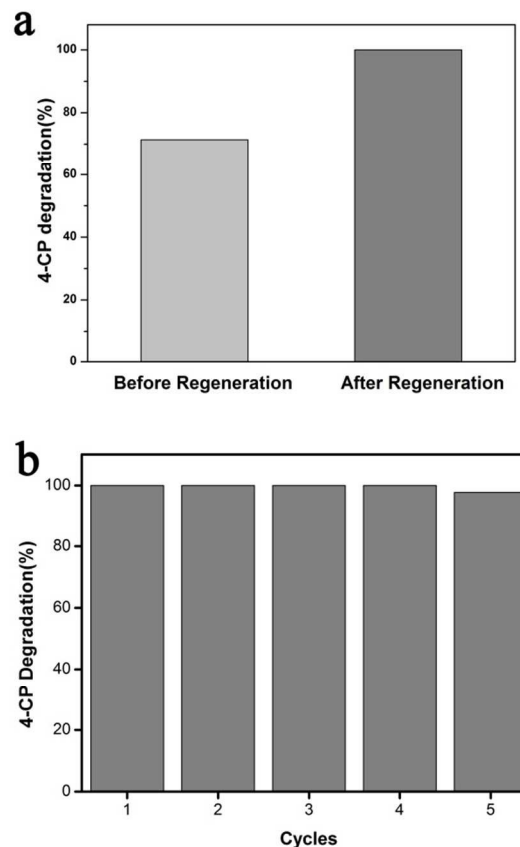 a
4-CP degradation(%)
100
80
60
40
20
0
Before Regeneration After Regeneration
b
4-CP Degradation(%)
100
80
60
40
20
0
1 2 3 4 5
Cycles